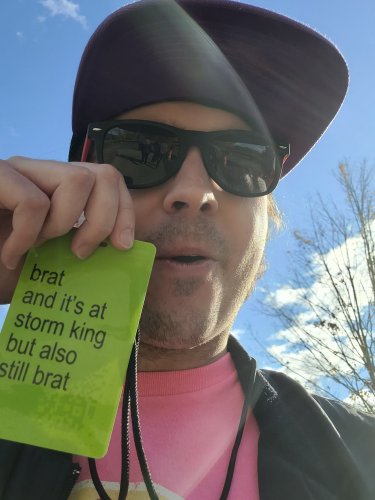 brat
and it's at
storm king
but also
still brat